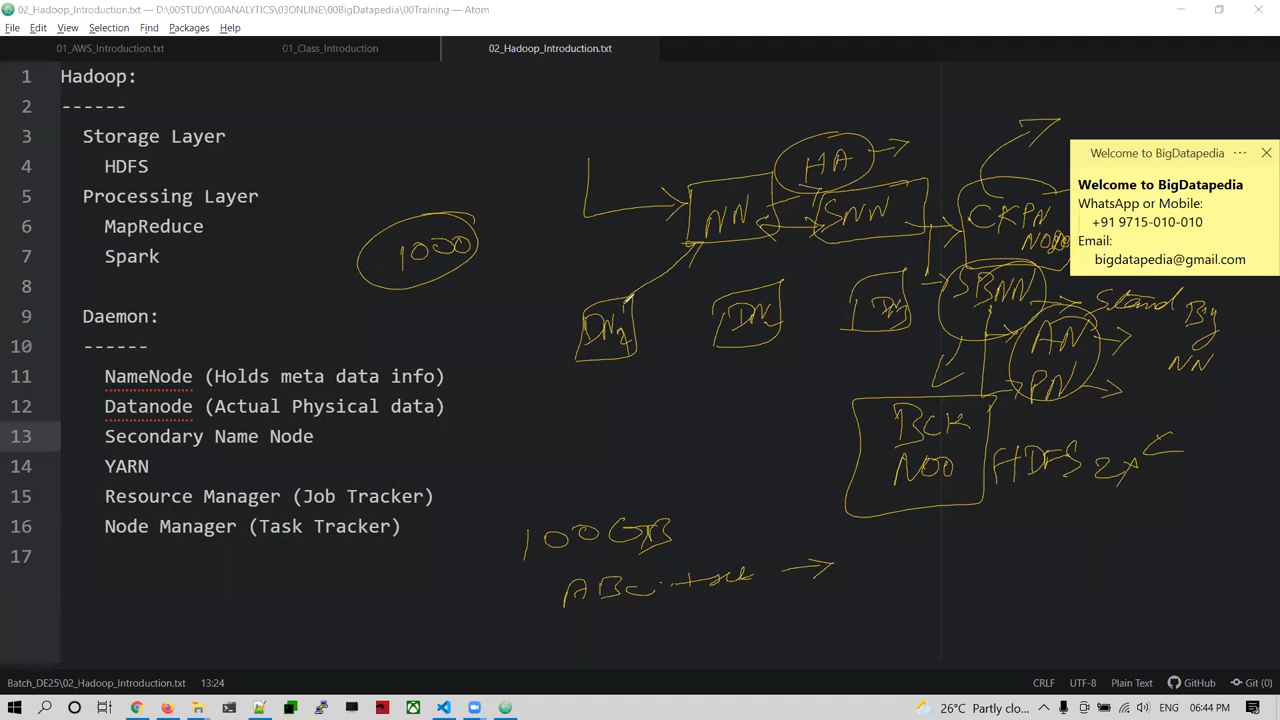 02_Hadoop_Introduction.txt — D:\00STUDY\00ANALYTICS\03ONLINE\00BigDatapedia\00Training — Atom
File Edit View Selection Find Packages Help
01_AWS_Introduction.txt 01_Class_Introduction 02_Hadoop_Introduction.txt
1 Hadoop:
2 ------
3 Storage Layer
4 HDFS
5 Processing Layer
6 MapReduce
7 Spark
8
9 Daemon:
10 ------
11 NameNode (Holds meta data info)
12 Datanode (Actual Physical data)
13 Secondary Name Node
14 YARN
15 Resource Manager (Job Tracker)
16 Node Manager (Task Tracker)
17
1000
HA
NN SNN CKPN
DN DN
SBNN Stand By
NN
AN
PN
BCK
NOO HDFS 2x
100GB
Welcome to BigDatapedia
Welcome to BigDatapedia
WhatsApp or Mobile:
+91 9715-010-010
Email:
bigdatapedia@gmail.com
Batch_DE25\02_Hadoop_Introduction.txt 13:24 CRLF UTF-8 Plain Text GitHub Git (0)
26°C Partly clo... ENG 06:44 PM